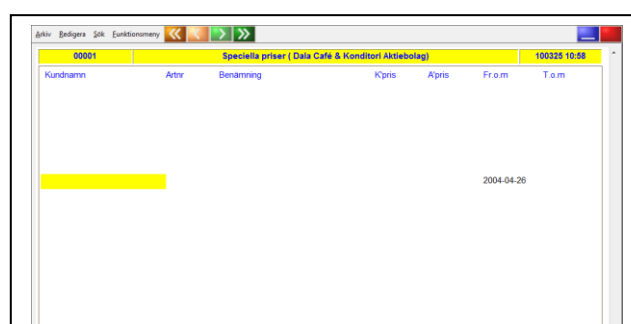 Arkiv Redigera Sök Funktionsmeny
00001 Speciella priser ( Dala Café & Konditori Aktiebolag) 100325 10:58
Kundnamn Artnr Benämning K'pris A'pris Fr.o.m T.o.m
2004-04-26